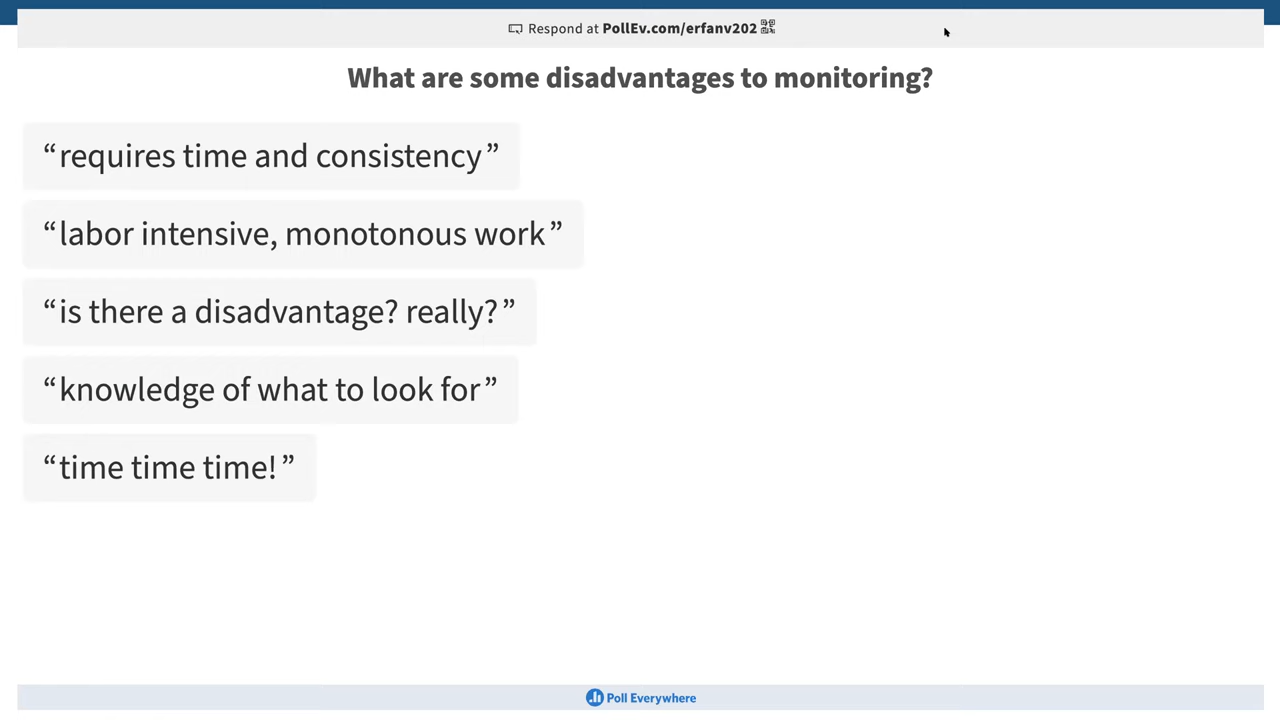 Respond at PollEv.com/erfanv202
What are some disadvantages to monitoring?
“requires time and consistency”
“labor intensive, monotonous work”
“is there a disadvantage? really?”
“knowledge of what to look for”
“time time time!”
Poll Everywhere